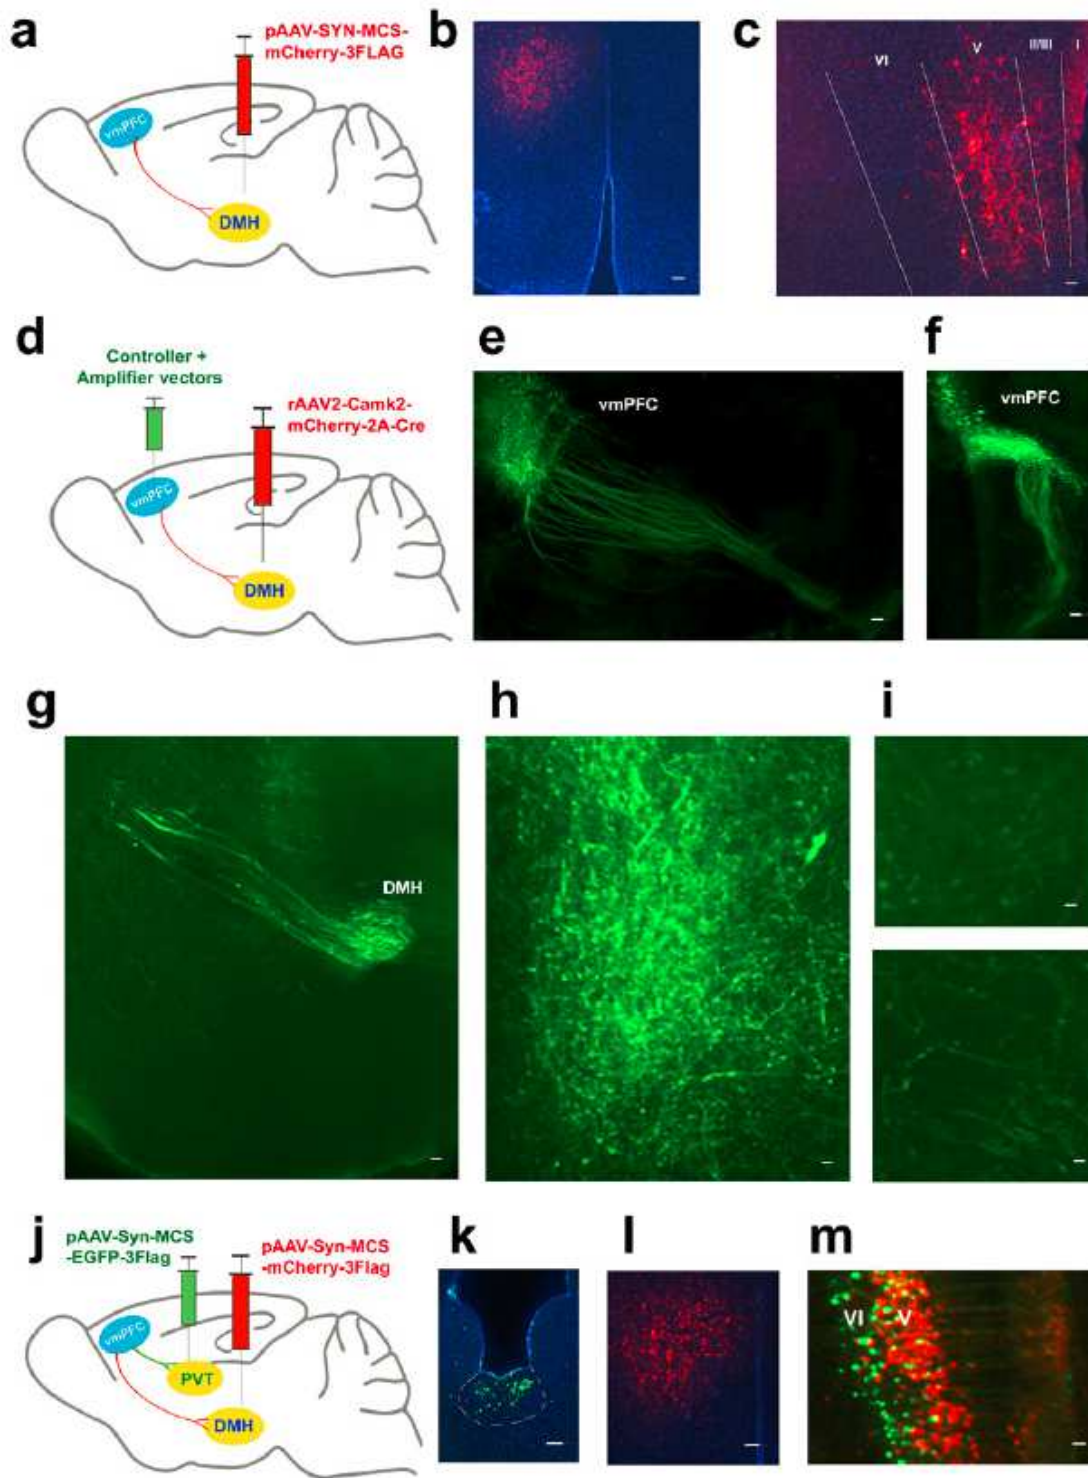 a
pAAV-SYN-MCS-
mCherry-3FLAG
vmPFC
DMH
b
c
VI
V
II/III
I
d
Controller +
Amplifier vectors
rAAV2-Camk2-
mCherry-2A-Cre
vmPFC
DMH
e
vmPFC
f
vmPFC
g
DMH
h
i
j
pAAV-Syn-MCS
-EGFP-3Flag
pAAV-Syn-MCS
-mCherry-3Flag
vmPFC
PVT
DMH
k
l
m
VI
V